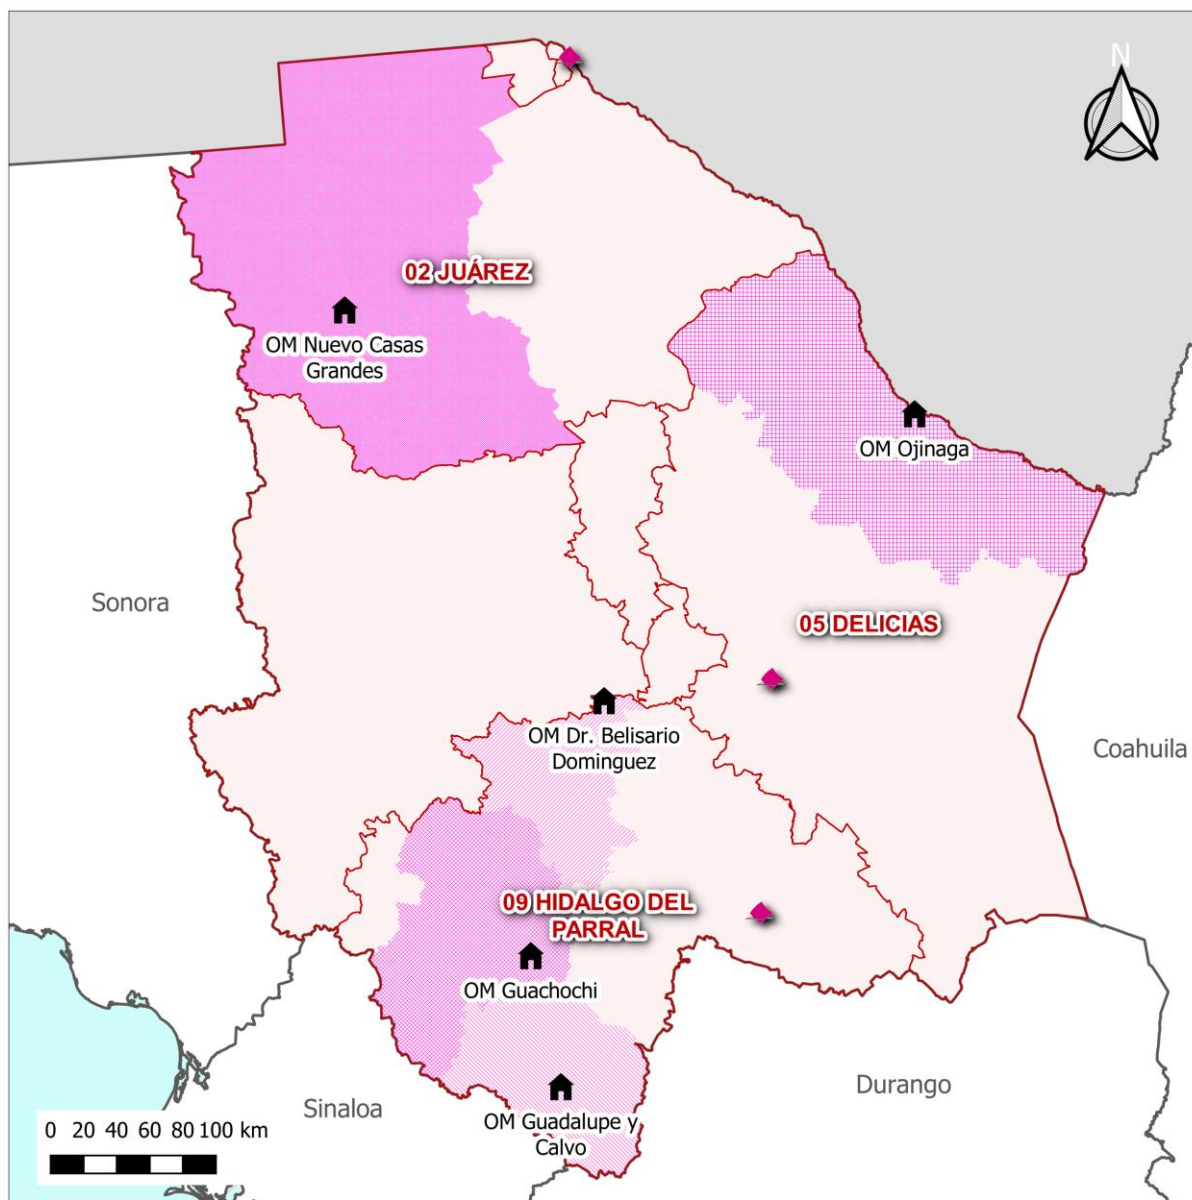 N
02 JUÁREZ
OM Nuevo Casas
Grandes
OM Ojinaga
Sonora
05 DELICIAS
OM Dr. Belisario
Dominguez
Coahuila
09 HIDALGO DEL
PARRAL
OM Guachochi
Durango
Sinaloa
OM Guadalupe y
Calvo
0 20 40 60 80 100 km